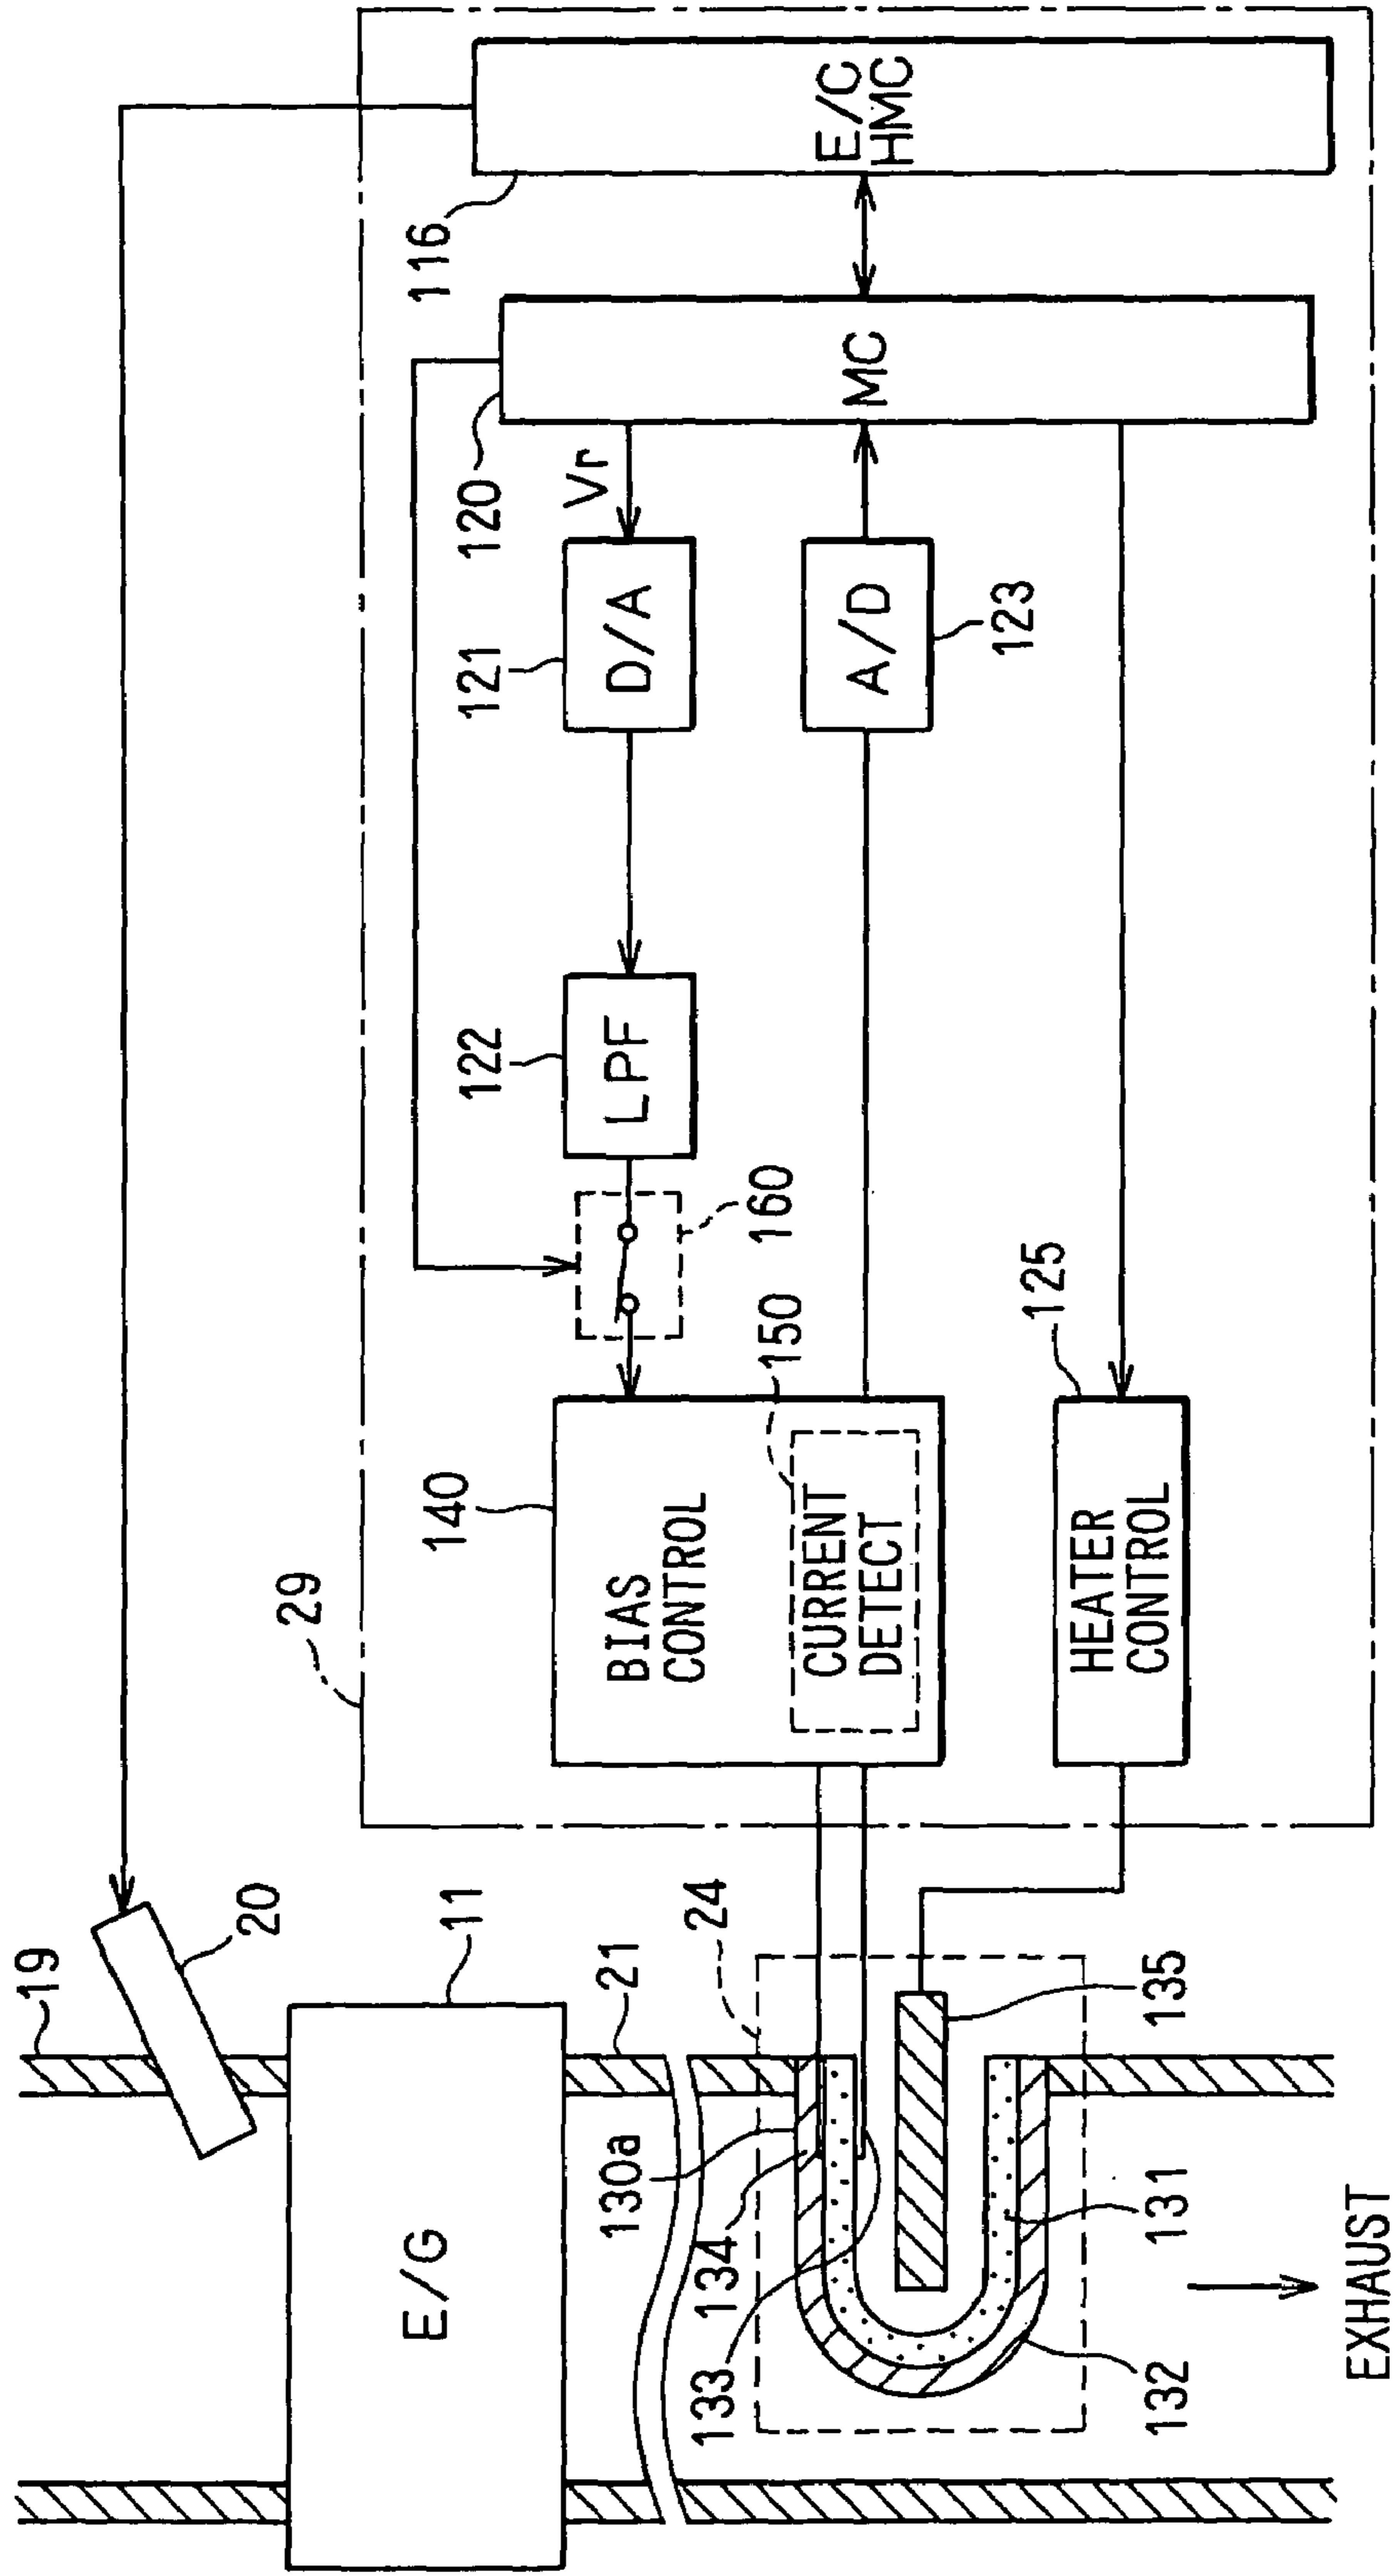 19
20
11
E/G
21
24
130a
134
133
135
131
132
EXHAUST
29
140
BIAS
CONTROL
150
CURRENT
DETECT
125
HEATER
CONTROL
160
122
LPF
121
D/A
Vr
123
A/D
120
MC
116
E/C
HMC